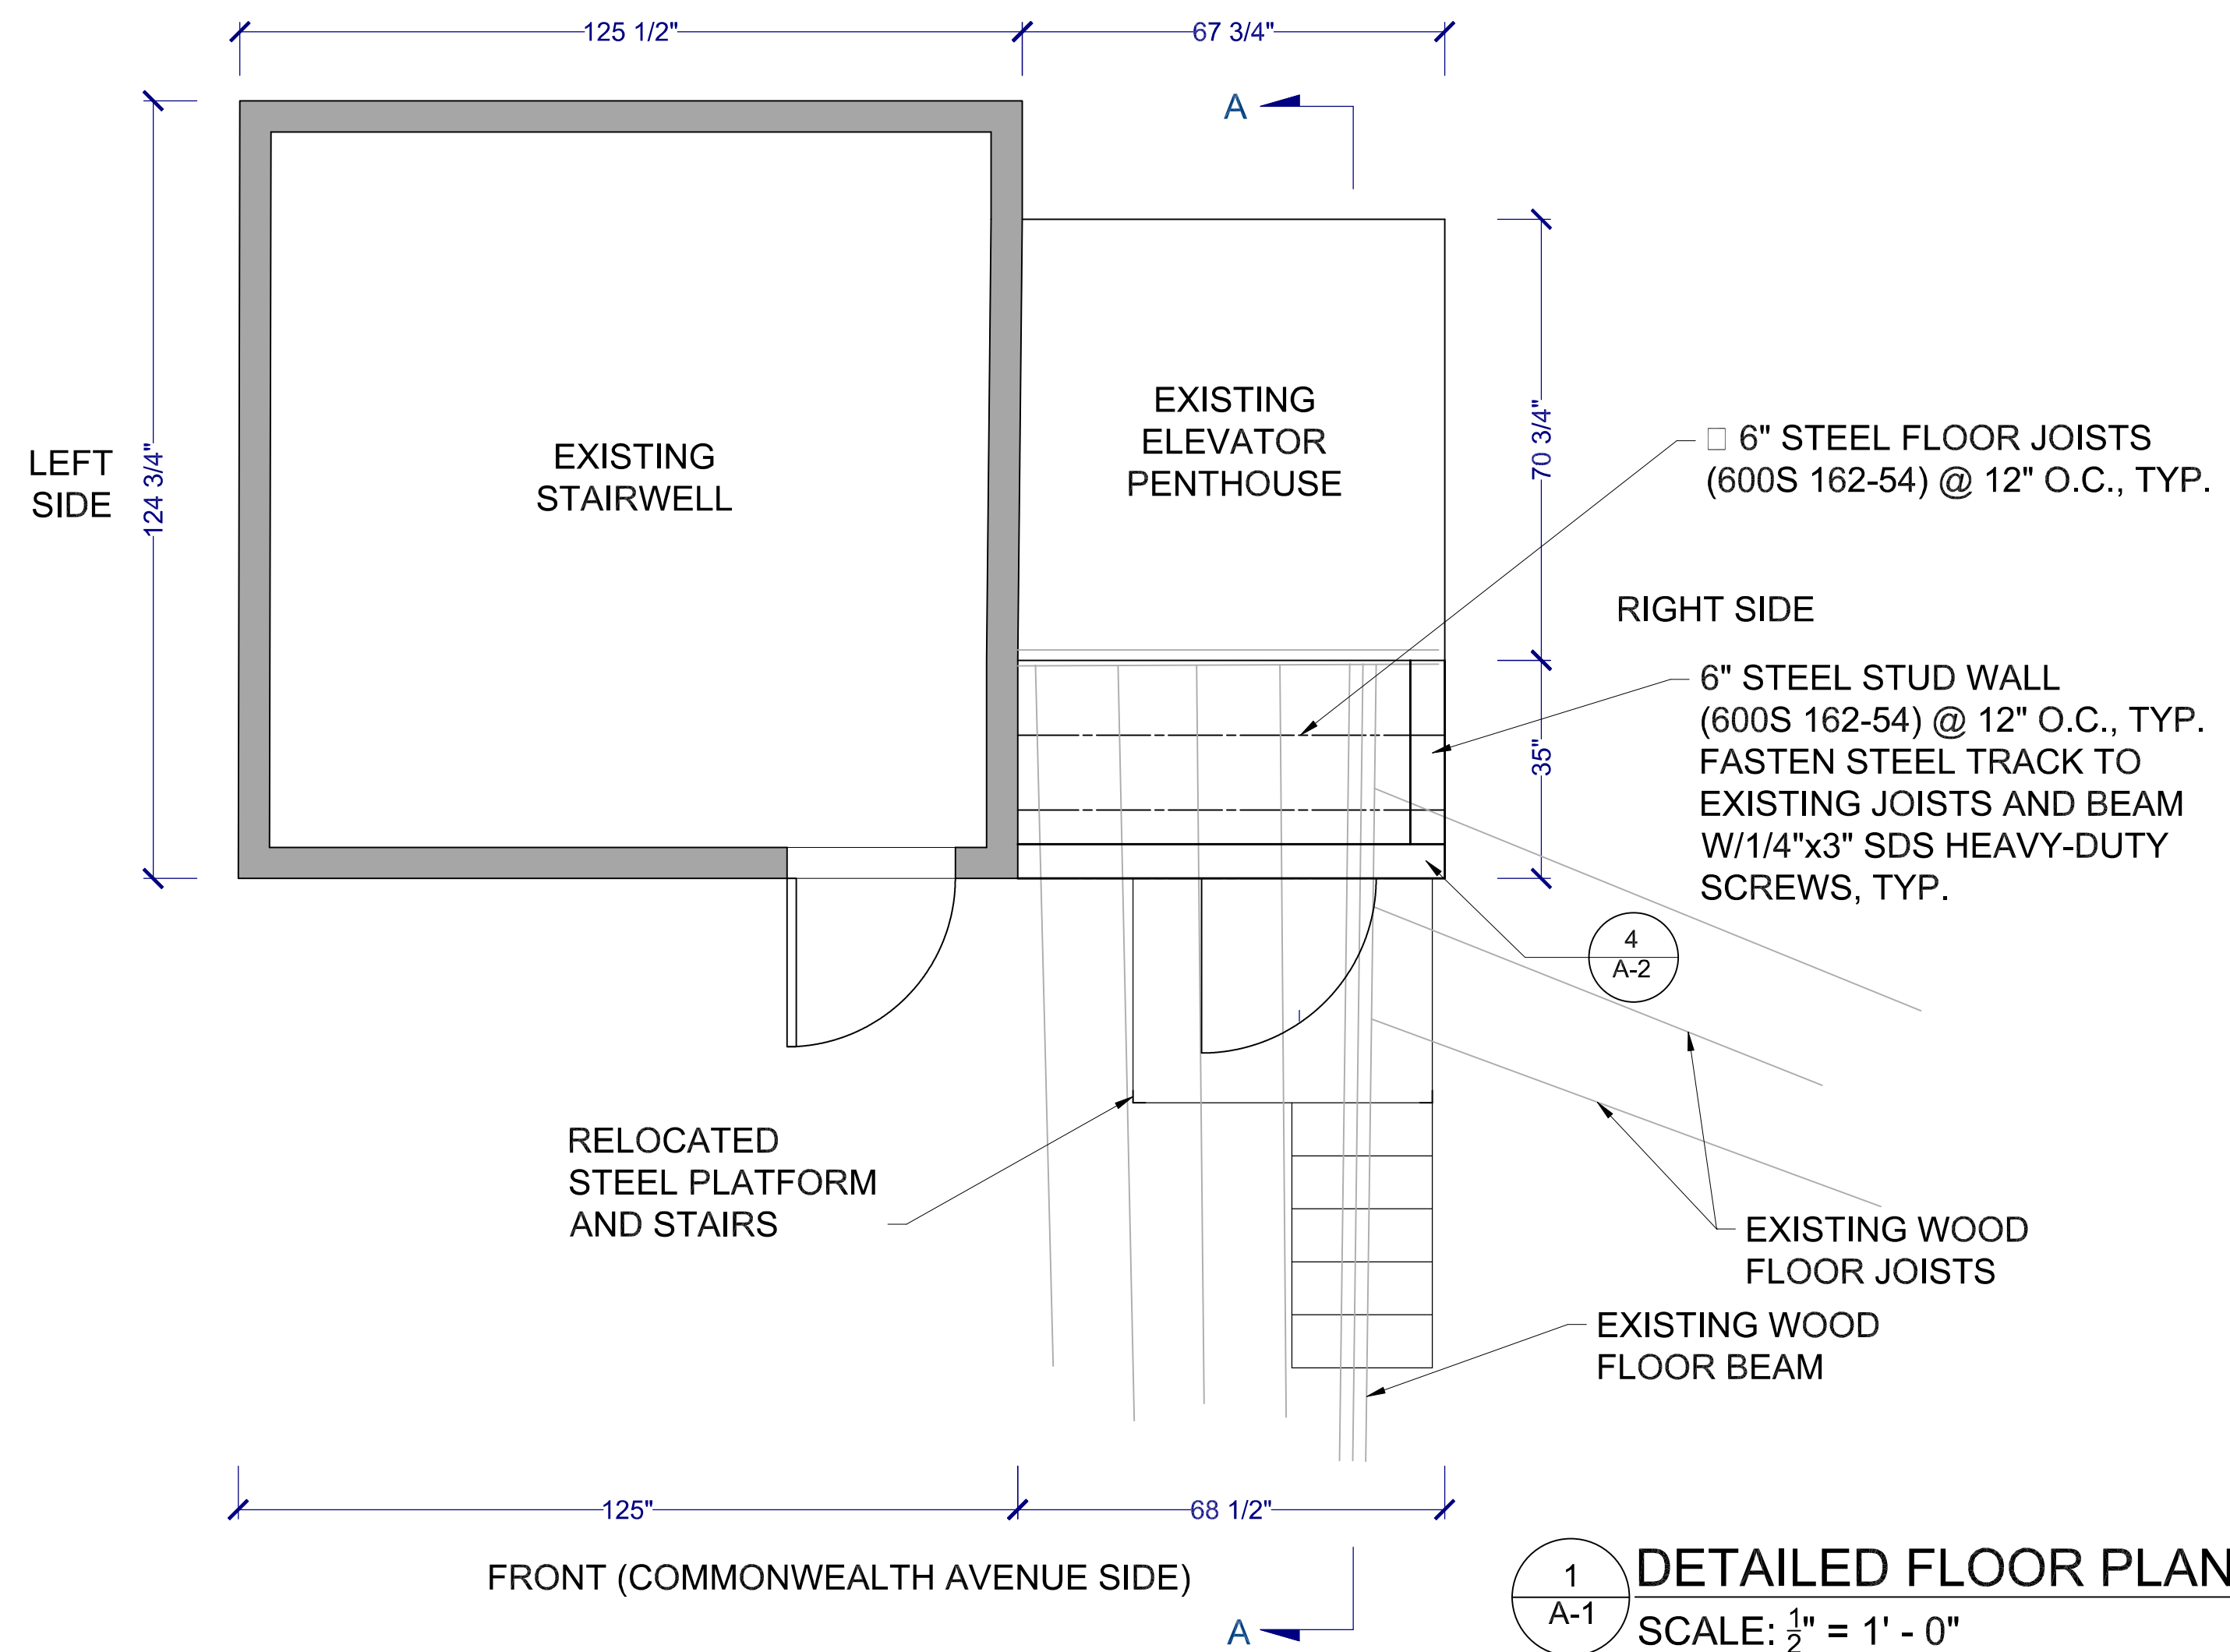 125 1/2"
67 3/4"
A
LEFT
SIDE
124 3/4"
EXISTING
STAIRWELL
EXISTING
ELEVATOR
PENTHOUSE
70 3/4"
□ 6" STEEL FLOOR JOISTS
(600S 162-54) @ 12" O.C., TYP.
RIGHT SIDE
35"
6" STEEL STUD WALL
(600S 162-54) @ 12" O.C., TYP.
FASTEN STEEL TRACK TO
EXISTING JOISTS AND BEAM
W/1/4"x3" SDS HEAVY-DUTY
SCREWS, TYP.
4
A-2
RELOCATED
STEEL PLATFORM
AND STAIRS
EXISTING WOOD
FLOOR JOISTS
EXISTING WOOD
FLOOR BEAM
125"
68 1/2"
FRONT (COMMONWEALTH AVENUE SIDE)
A
1
A-1
DETAILED FLOOR PLAN
SCALE: 1/2" = 1' - 0"